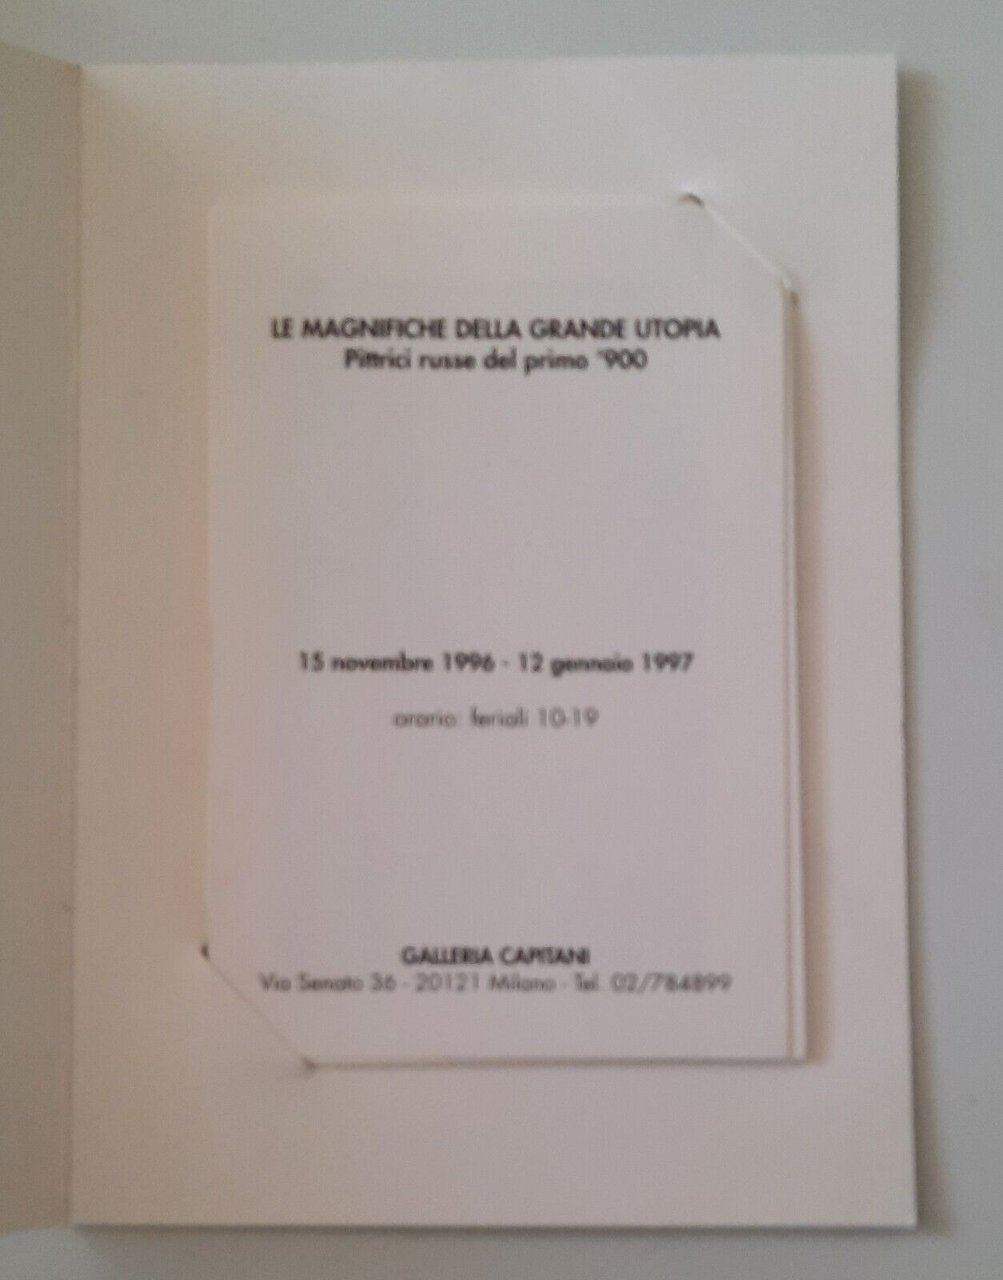 LE MAGNIFICHE DELLA GRANDE UTOPIA
Pittrici russe del primo '900
15 novembre 1996 - 12 gennaio 1997
orario: feriali 10-19
GALLERIA CAPITANI
Via Senato 36 - 20121 Milano - Tel. 02/784899